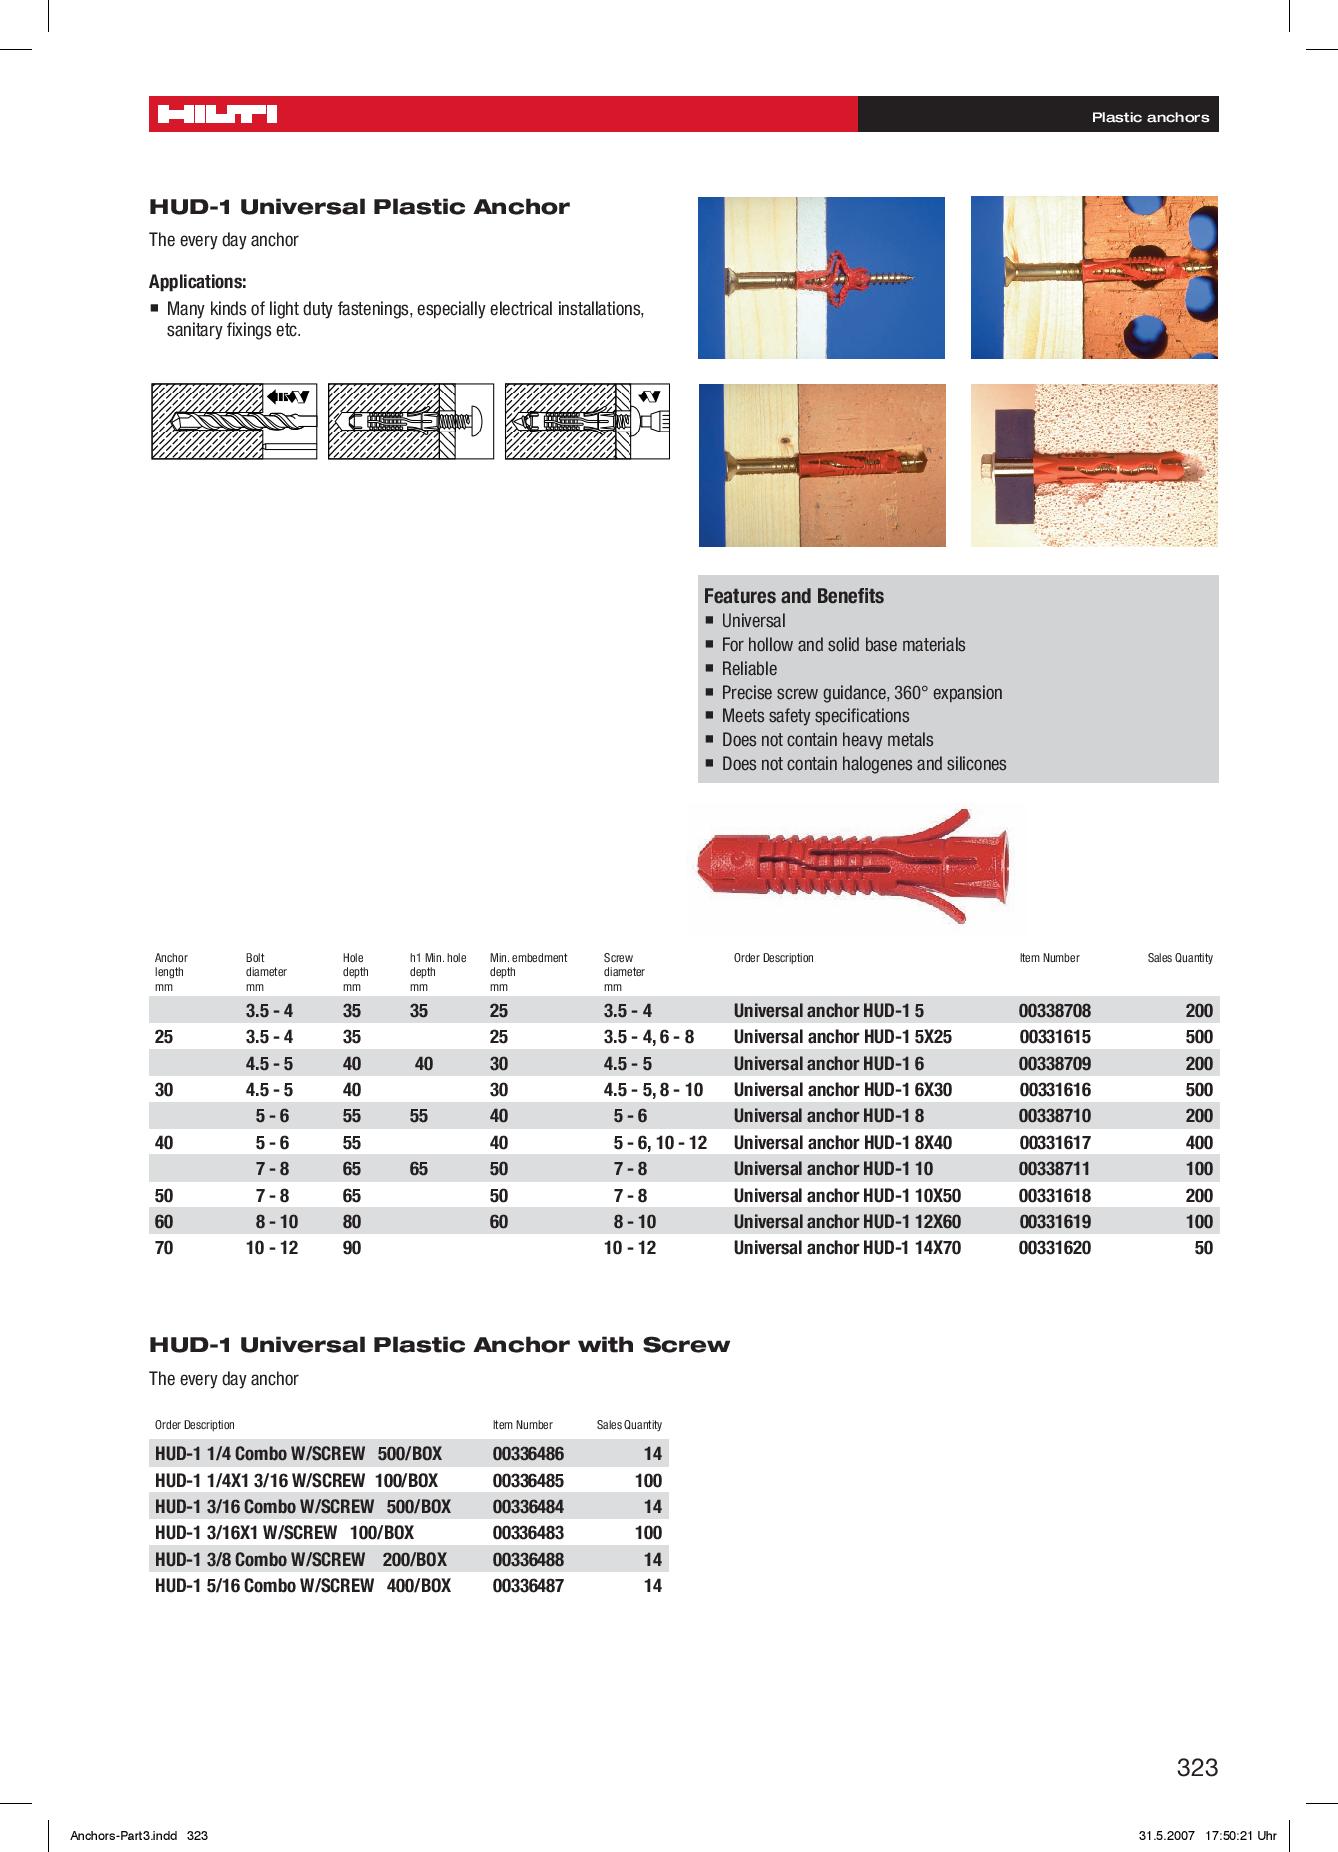 HILTI
Plastic anchors
HUD-1 Universal Plastic Anchor
The every day anchor
Applications:
■ Many kinds of light duty fastenings, especially electrical installations,
sanitary fixings etc.
Features and Benefits
■ Universal
■ For hollow and solid base materials
■ Reliable
■ Precise screw guidance, 360° expansion
■ Meets safety specifications
■ Does not contain heavy metals
■ Does not contain halogenes and silicones
Anchor length mm Bolt diameter mm Hole depth mm h1 Min. hole depth mm Min. embedment depth mm Screw diameter mm Order Description Item Number Sales Quantity
3.5 - 4 35 35 25 3.5 - 4 Universal anchor HUD-1 5 00338708 200
25 3.5 - 4 35 25 3.5 - 4, 6 - 8 Universal anchor HUD-1 5X25 00331615 500
4.5 - 5 40 40 30 4.5 - 5 Universal anchor HUD-1 6 00338709 200
30 4.5 - 5 40 30 4.5 - 5, 8 - 10 Universal anchor HUD-1 6X30 00331616 500
5 - 6 55 55 40 5 - 6 Universal anchor HUD-1 8 00338710 200
40 5 - 6 55 40 5 - 6, 10 - 12 Universal anchor HUD-1 8X40 00331617 400
7 - 8 65 65 50 7 - 8 Universal anchor HUD-1 10 00338711 100
50 7 - 8 65 50 7 - 8 Universal anchor HUD-1 10X50 00331618 200
60 8 - 10 80 60 8 - 10 Universal anchor HUD-1 12X60 00331619 100
70 10 - 12 90 10 - 12 Universal anchor HUD-1 14X70 00331620 50
HUD-1 Universal Plastic Anchor with Screw
The every day anchor
Order Description Item Number Sales Quantity
HUD-1 1/4 Combo W/SCREW 500/BOX 00336486 14
HUD-1 1/4X1 3/16 W/SCREW 100/BOX 00336485 100
HUD-1 3/16 Combo W/SCREW 500/BOX 00336484 14
HUD-1 3/16X1 W/SCREW 100/BOX 00336483 100
HUD-1 3/8 Combo W/SCREW 200/BOX 00336488 14
HUD-1 5/16 Combo W/SCREW 400/BOX 00336487 14
323
Anchors-Part3.indd 323
31.5.2007 17:50:21 Uhr